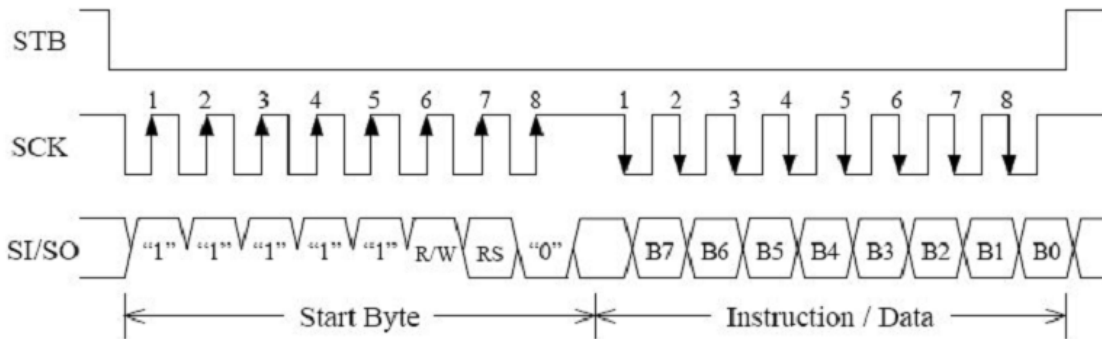 STB
1 2 3 4 5 6 7 8 1 2 3 4 5 6 7 8
SCK
SI/SO “1” “1” “1” “1” “1” R/W RS “0” B7 B6 B5 B4 B3 B2 B1 B0
Start Byte Instruction / Data